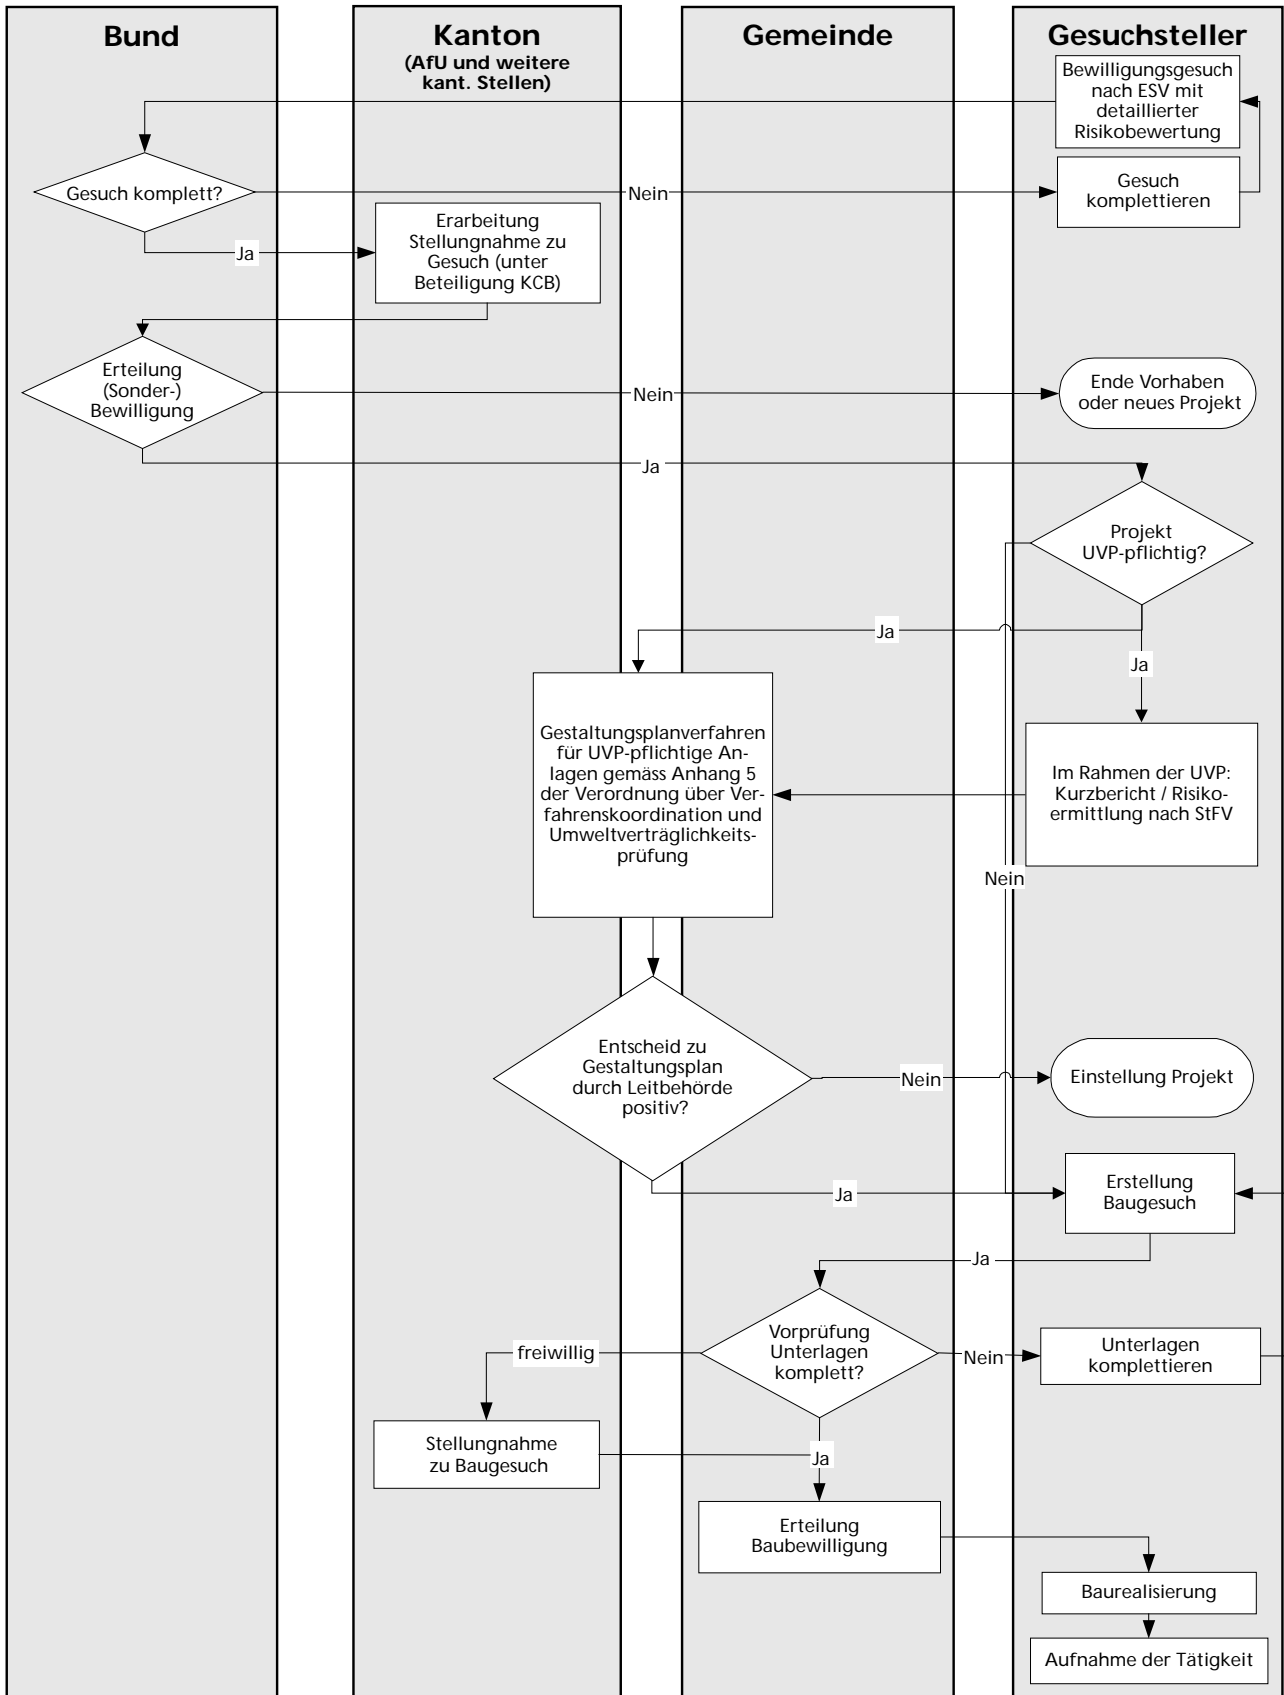 Bund
Kanton
(AfU und weitere
kant. Stellen)
Gemeinde
Gesuchsteller
Bewilligungsgesuch
nach ESV mit
detaillierter
Risikobewertung
Gesuch komplett?
Nein
Gesuch
komplettieren
Ja
Erarbeitung
Stellungnahme zu
Gesuch (unter
Beteiligung KCB)
Erteilung
(Sonder-)
Bewilligung
Nein
Ende Vorhaben
oder neues Projekt
Ja
Projekt
UVP-pflichtig?
Ja
Ja
Gestaltungsplanverfahren
für UVP-pflichtige An-
lagen gemäss Anhang 5
der Verordnung über Ver-
fahrenskoordination und
Umweltverträglichkeits-
prüfung
Im Rahmen der UVP:
Kurzbericht / Risiko-
ermittlung nach StFV
Nein
Entscheid zu
Gestaltungsplan
durch Leitbehörde
positiv?
Nein
Einstellung Projekt
Ja
Erstellung
Baugesuch
Ja
Vorprüfung
Unterlagen
komplett?
freiwillig
Nein
Unterlagen
komplettieren
Stellungnahme
zu Baugesuch
Ja
Erteilung
Baubewilligung
Baurealisierung
Aufnahme der Tätigkeit